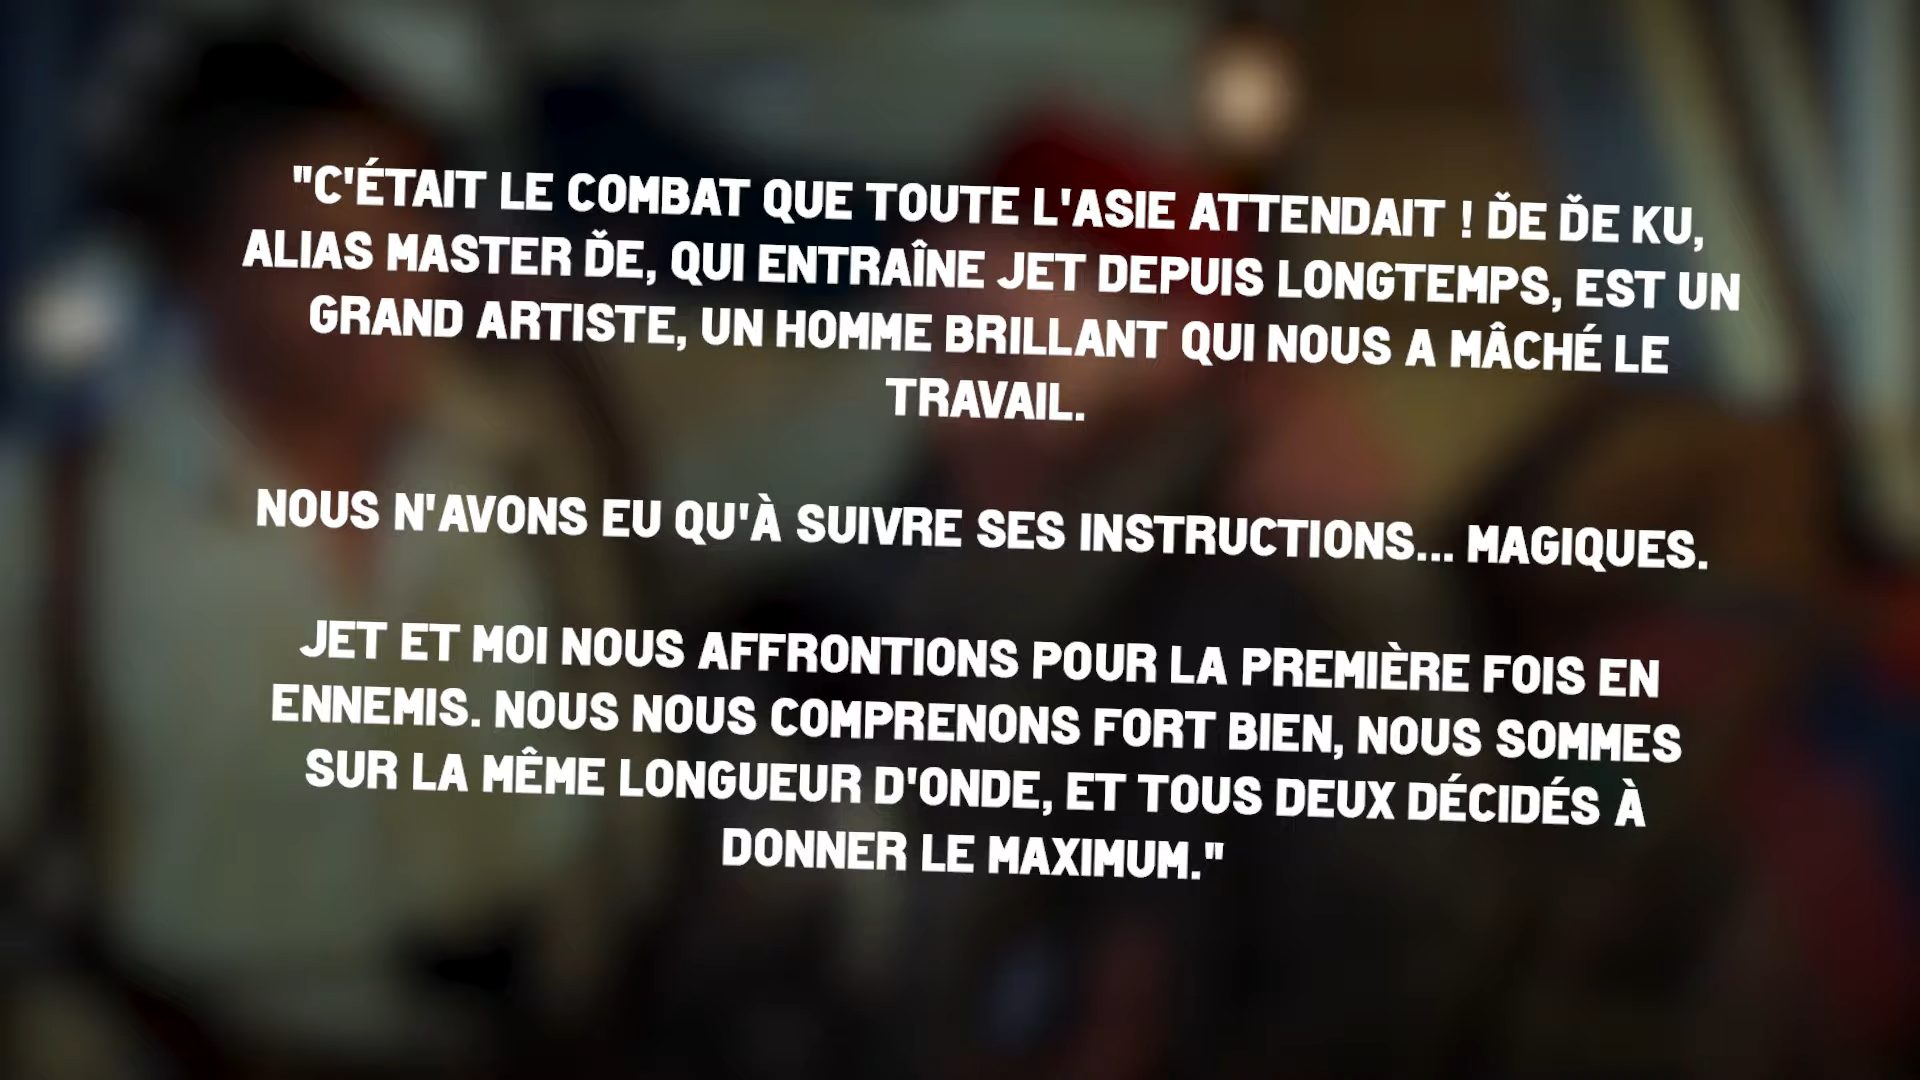 "C'ÉTAIT LE COMBAT QUE TOUTE L'ASIE ATTENDAIT ! ĎE ĎE KU,
ALIAS MASTER ĎE, QUI ENTRAÎNE JET DEPUIS LONGTEMPS, EST UN
GRAND ARTISTE, UN HOMME BRILLANT QUI NOUS A MÂCHÉ LE
TRAVAIL.
NOUS N'AVONS EU QU'À SUIVRE SES INSTRUCTIONS... MAGIQUES.
JET ET MOI NOUS AFFRONTIONS POUR LA PREMIÈRE FOIS EN
ENNEMIS. NOUS NOUS COMPRENONS FORT BIEN, NOUS SOMMES
SUR LA MÊME LONGUEUR D'ONDE, ET TOUS DEUX DÉCIDÉS À
DONNER LE MAXIMUM."